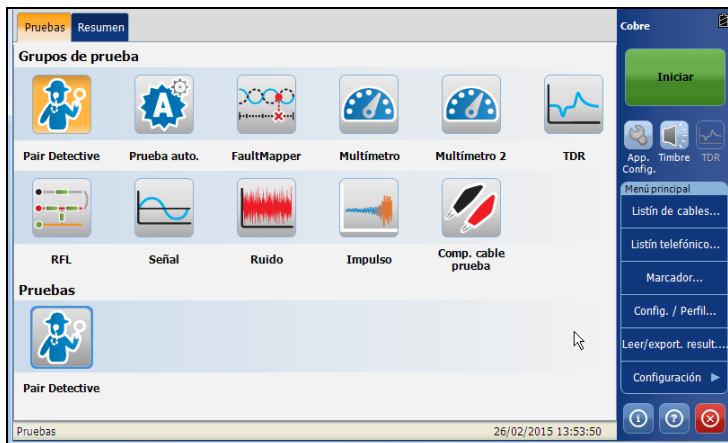 Pruebas Resumen
Grupos de prueba
Pair Detective Prueba auto. FaultMapper Multímetro Multímetro 2 TDR
RFL Señal Ruido Impulso Comp. cable
prueba
Pruebas
Pair Detective
Pruebas 26/02/2015 13:53:50
Cobre
Iniciar
App. Timbre TDR
Config.
Menú principal
Listín de cables...
Listín telefónico...
Marcador...
Config. / Perfil...
Leer/export. result....
Configuración